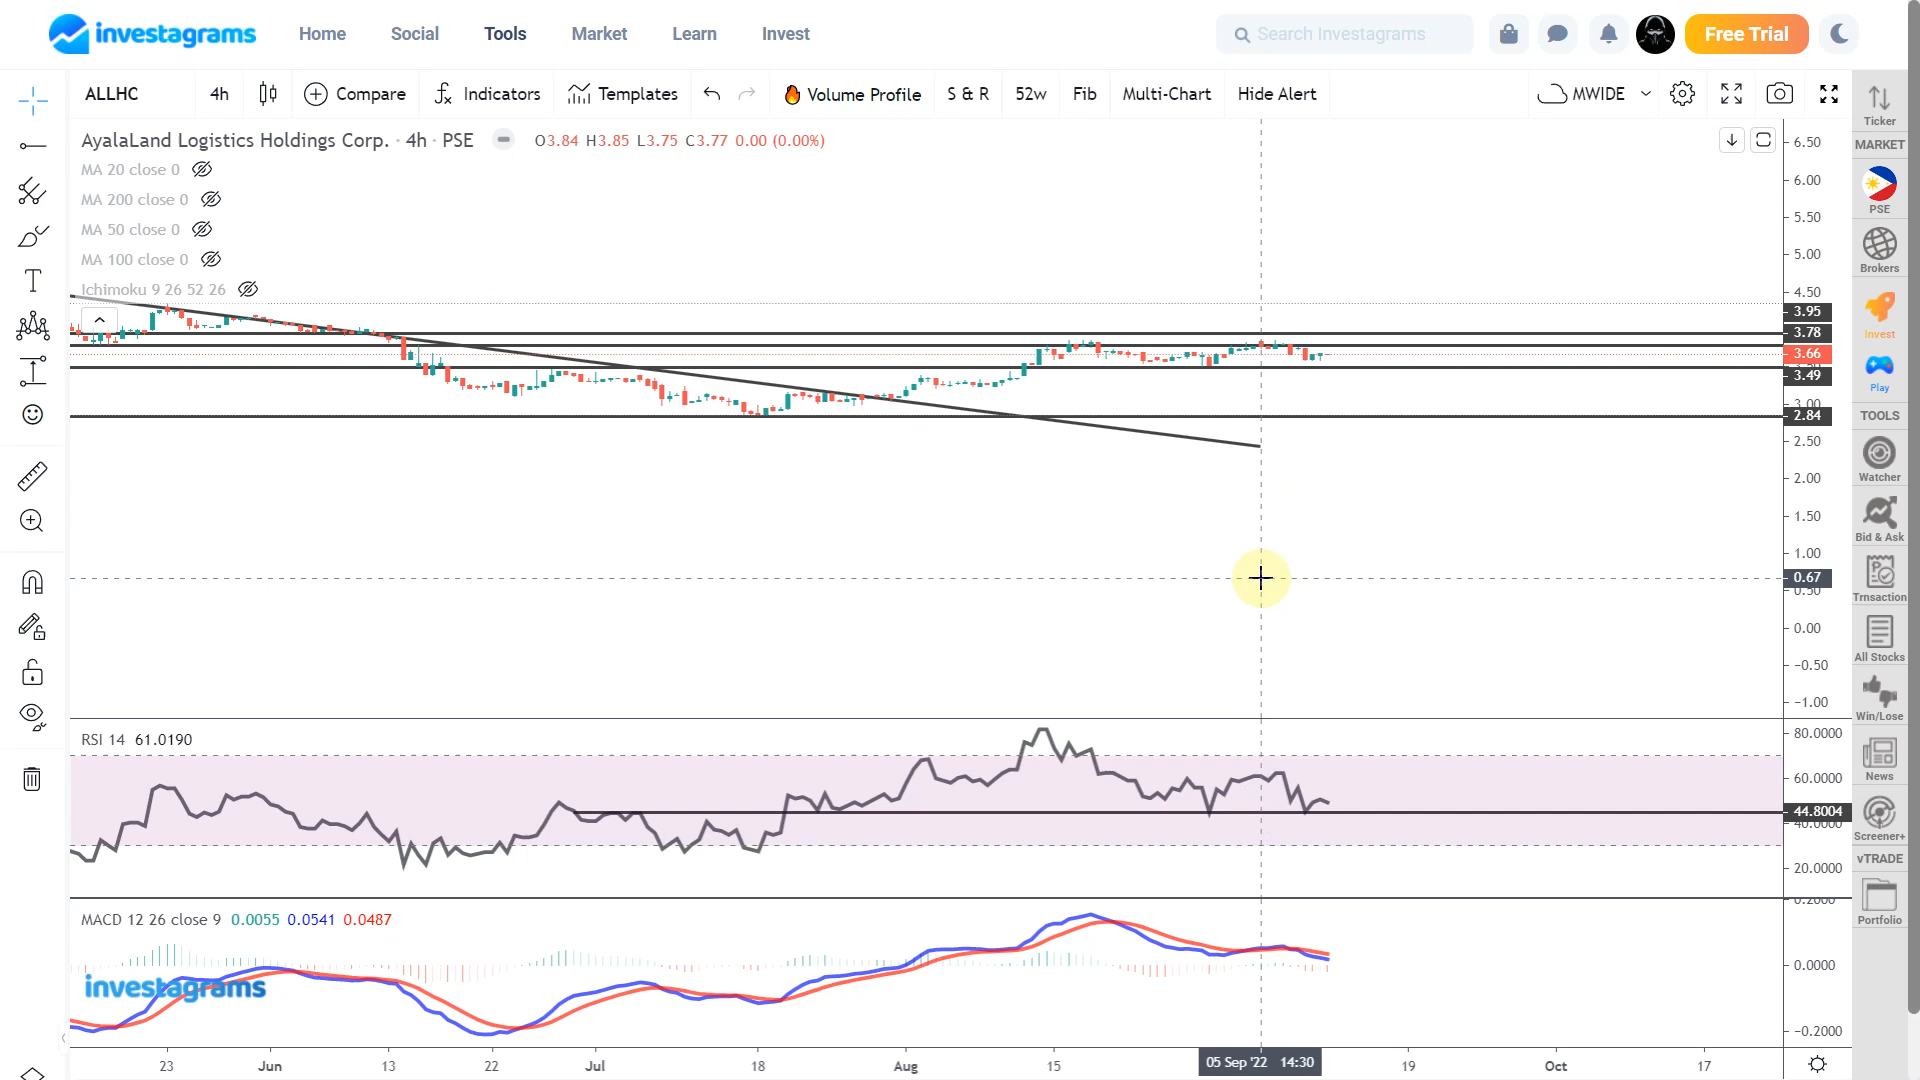 investagrams Home Social Tools Market Learn Invest Search Investagrams Free Trial
ALLHC 4h Compare Indicators Templates Volume Profile S & R 52w Fib Multi-Chart Hide Alert MWIDE
AyalaLand Logistics Holdings Corp. · 4h · PSE O3.84 H3.85 L3.75 C3.77 0.00 (0.00%)
MA 20 close 0
MA 200 close 0
MA 50 close 0
MA 100 close 0
Ichimoku 9 26 52 26
6.50
6.00
5.50
5.00
4.50
3.95
3.78
3.66
3.49
3.00
2.84
2.50
2.00
1.50
1.00
0.67
0.50
0.00
−0.50
−1.00
RSI 14 61.0190
80.0000
60.0000
44.8004
40.0000
20.0000
MACD 12 26 close 9 0.0055 0.0541 0.0487
0.2000
0.0000
−0.2000
investagrams
23 Jun 13 22 Jul 18 Aug 15 05 Sep '22 14:30 19 Oct 17
Ticker
MARKET
PSE
Brokers
Invest
Play
TOOLS
Watcher
Bid & Ask
Trnsaction
All Stocks
Win/Lose
News
Screener+
vTRADE
Portfolio